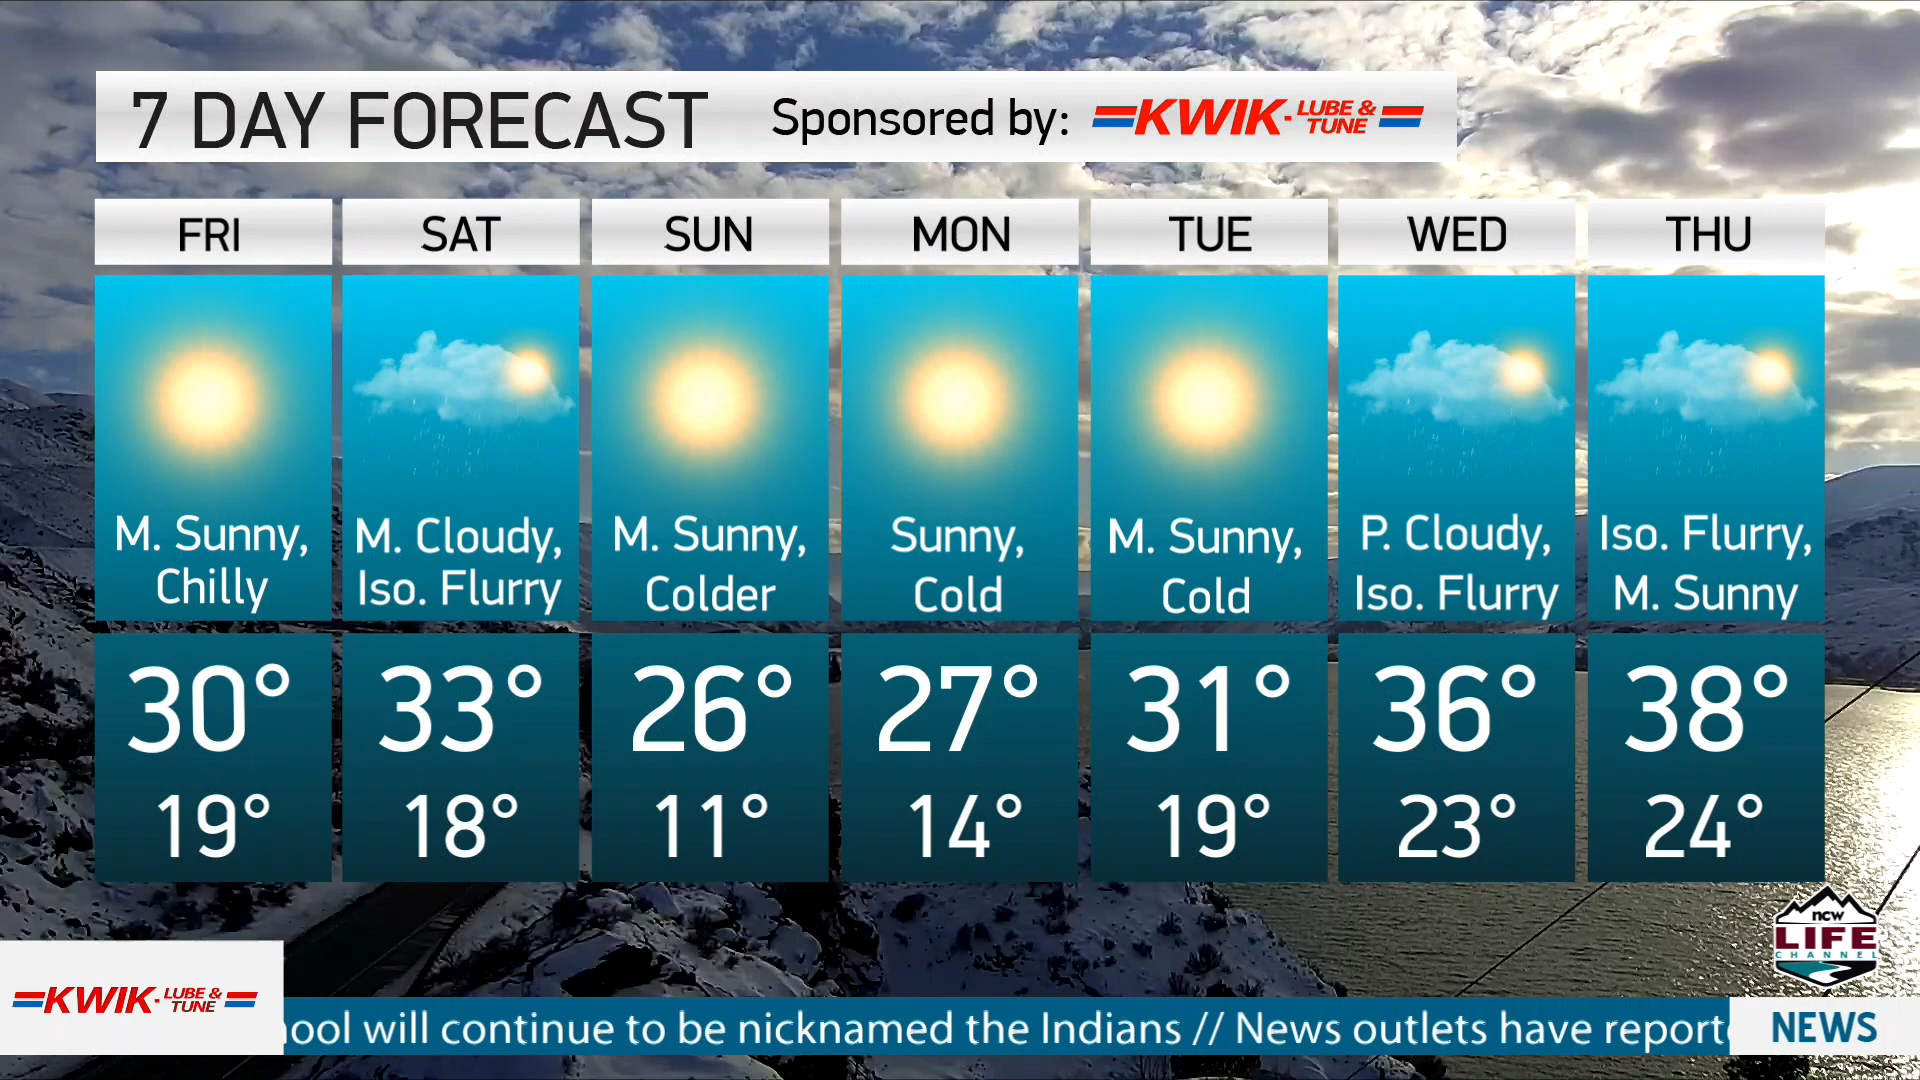 7 DAY FORECAST
Sponsored by: KWIK-LUBE & TUNE
FRI
SAT
SUN
MON
TUE
WED
THU
M. Sunny,
Chilly
M. Cloudy,
Iso. Flurry
M. Sunny,
Colder
Sunny,
Cold
M. Sunny,
Cold
P. Cloudy,
Iso. Flurry
Iso. Flurry,
M. Sunny
30°
33°
26°
27°
31°
36°
38°
19°
18°
11°
14°
19°
23°
24°
ncw
LIFE
CHANNEL
KWIK-LUBE & TUNE
hool will continue to be nicknamed the Indians // News outlets have report
NEWS